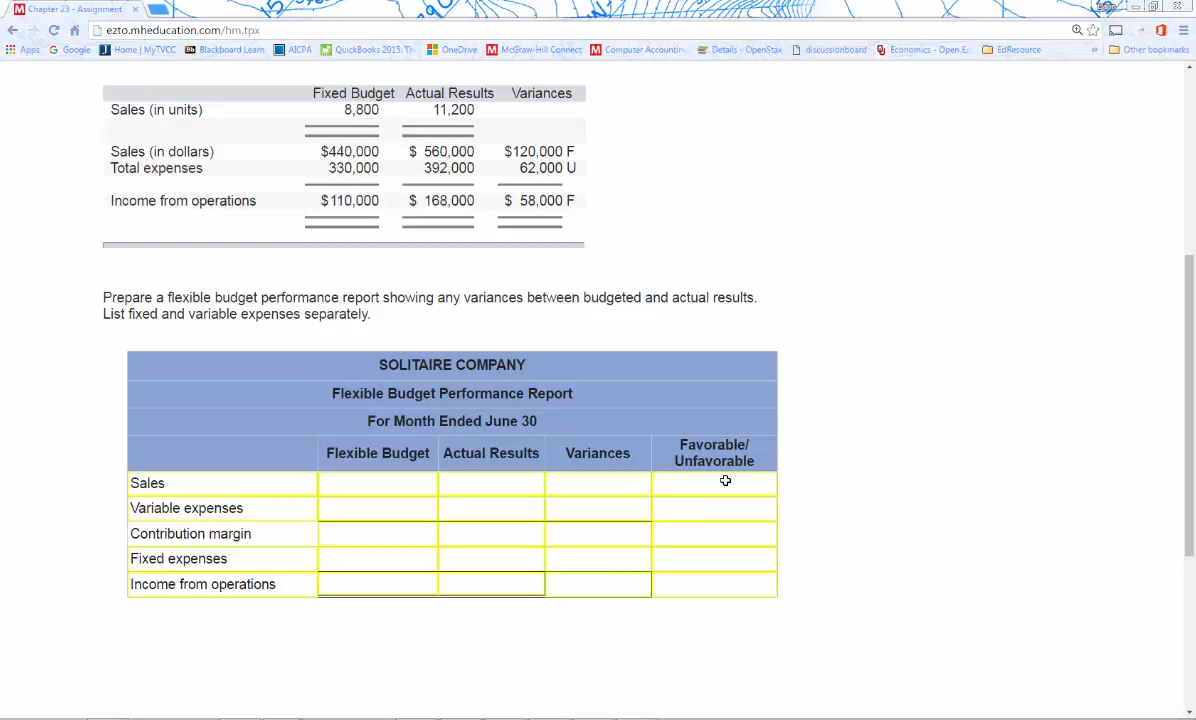 Chapter 23 - Assignment
ezto.mheducation.com/hm.tpx
Apps Google Home | MyTVCC Blackboard Learn AICPA QuickBooks 2015: OneDrive McGraw-Hill Connect Computer Accountin Details - OpenStax discussionboard Economics - Open E EdResource » Other bookmarks
Fixed Budget Actual Results Variances
Sales (in units) 8,800 11,200
Sales (in dollars) $440,000 $ 560,000 $120,000 F
Total expenses 330,000 392,000 62,000 U
Income from operations $110,000 $ 168,000 $ 58,000 F
Prepare a flexible budget performance report showing any variances between budgeted and actual results.
List fixed and variable expenses separately.
SOLITAIRE COMPANY
Flexible Budget Performance Report
For Month Ended June 30
Flexible Budget Actual Results Variances Favorable/
Unfavorable
Sales
Variable expenses
Contribution margin
Fixed expenses
Income from operations